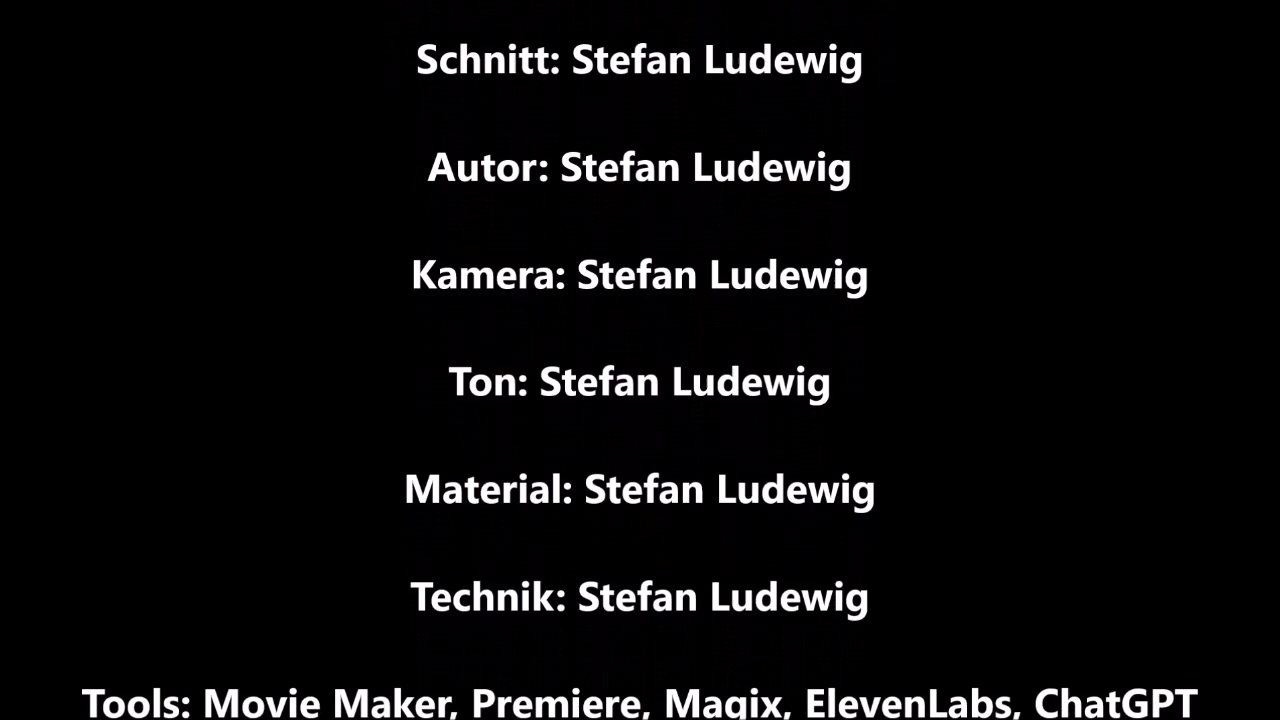 Schnitt: Stefan Ludewig
Autor: Stefan Ludewig
Kamera: Stefan Ludewig
Ton: Stefan Ludewig
Material: Stefan Ludewig
Technik: Stefan Ludewig
Tools: Movie Maker, Premiere, Magix, ElevenLabs, ChatGPT